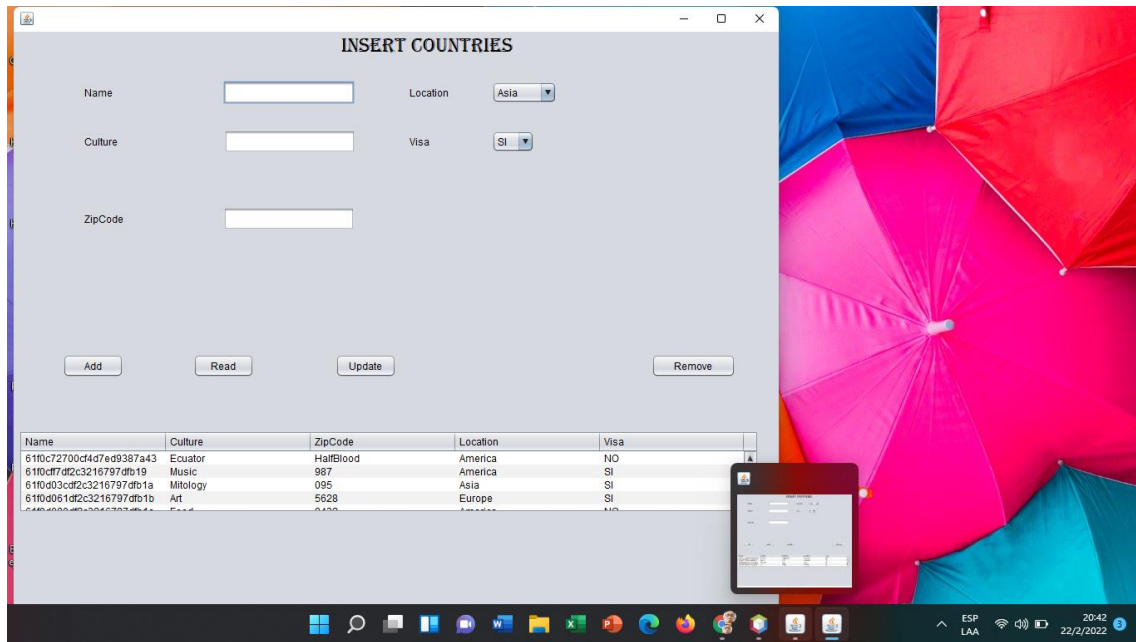 INSERT COUNTRIES
Name Location Asia
Culture Visa SI
ZipCode
Add Read Update Remove
Name Culture ZipCode Location Visa
61f0c72700cf4d7ed9387a43 Ecuator HalfBlood America NO
61f0cff7df2c3216797dfb19 Music 987 America SI
61f0d03cdf2c3216797dfb1a Mitology 095 Asia SI
61f0d061df2c3216797dfb1b Art 5628 Europe SI
INSERT COUNTRIES
ESP
LAA
20:42
22/2/2022
3